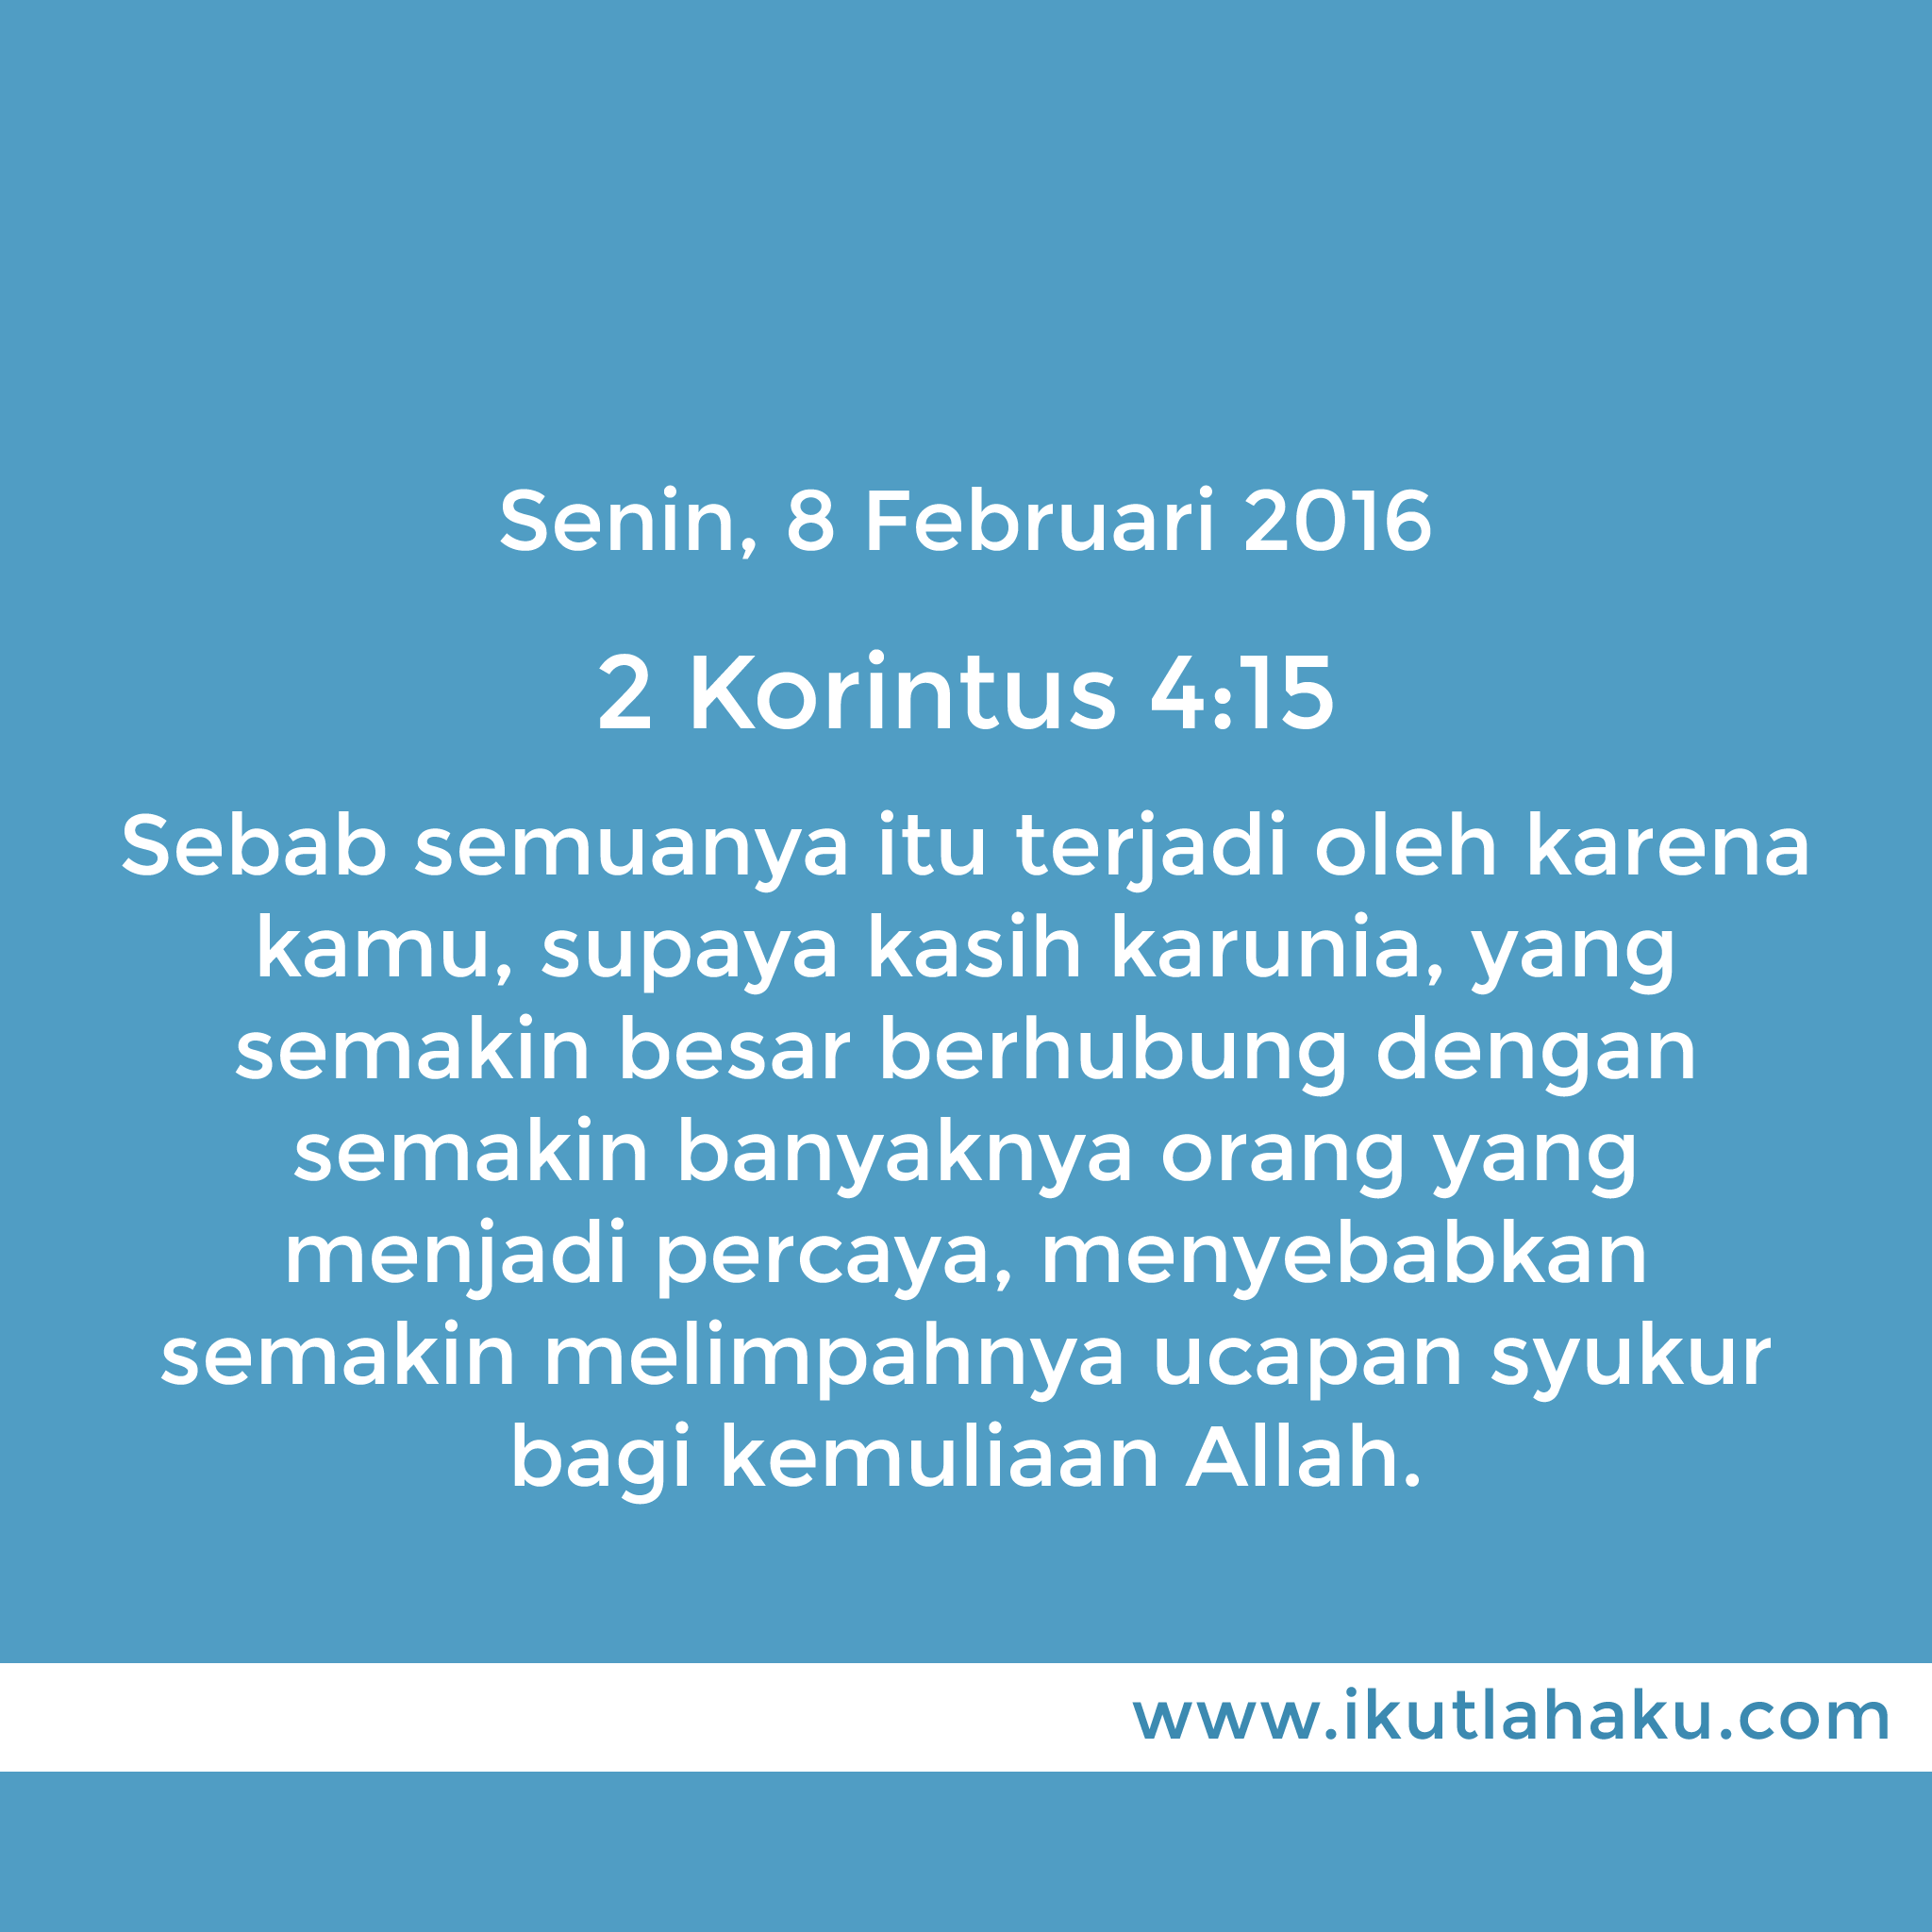 Senin, 8 Februari 2016
2 Korintus 4:15
Sebab semuanya itu terjadi oleh karena
kamu, supaya kasih karunia, yang
semakin besar berhubung dengan
semakin banyaknya orang yang
menjadi percaya, menyebabkan
semakin melimpahnya ucapan syukur
bagi kemuliaan Allah.
www.ikutlahaku.com